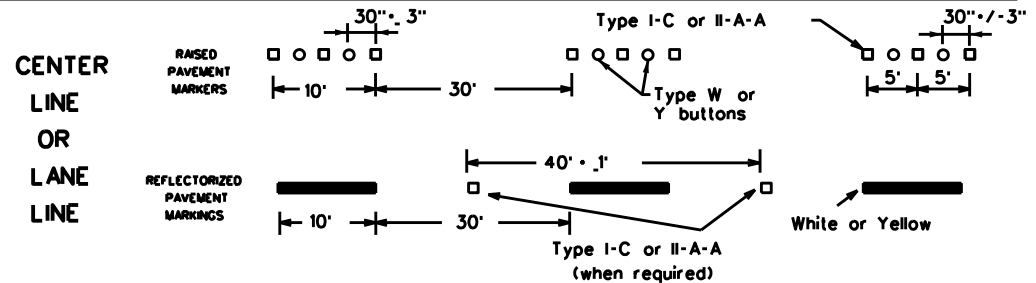 CENTER
LINE
OR
LANE
LINE
RAISED
PAVEMENT
MARKERS
30"·_ 3"
10'
30'
Type I-C or II-A-A
Type W or
Y buttons
30"·/-3"
5'
5'
REFLECTORIZED
PAVEMENT
MARKINGS
10'
30'
40' · _1'
Type I-C or II-A-A
(when required)
White or Yellow